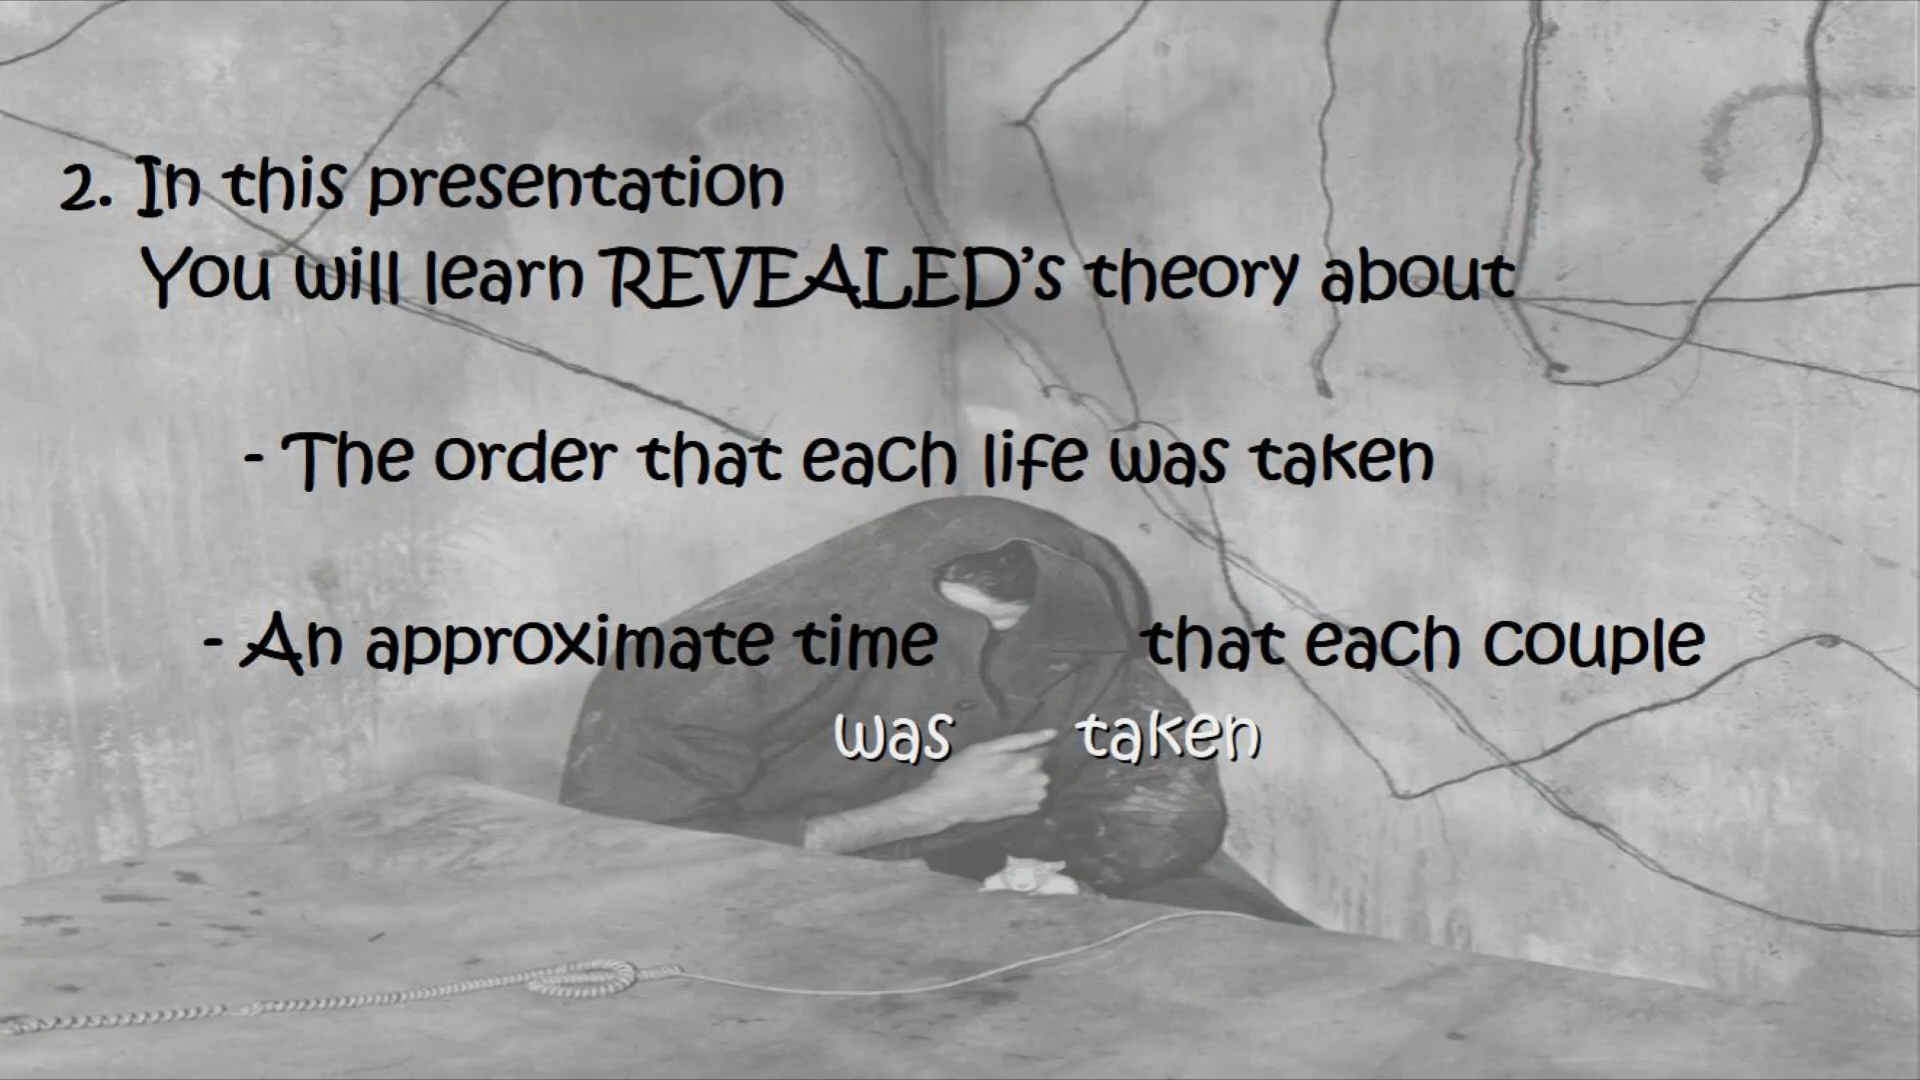 2. In this presentation
You will learn REVEALED's theory about
- The order that each life was taken
- An approximate time that each couple
was taken